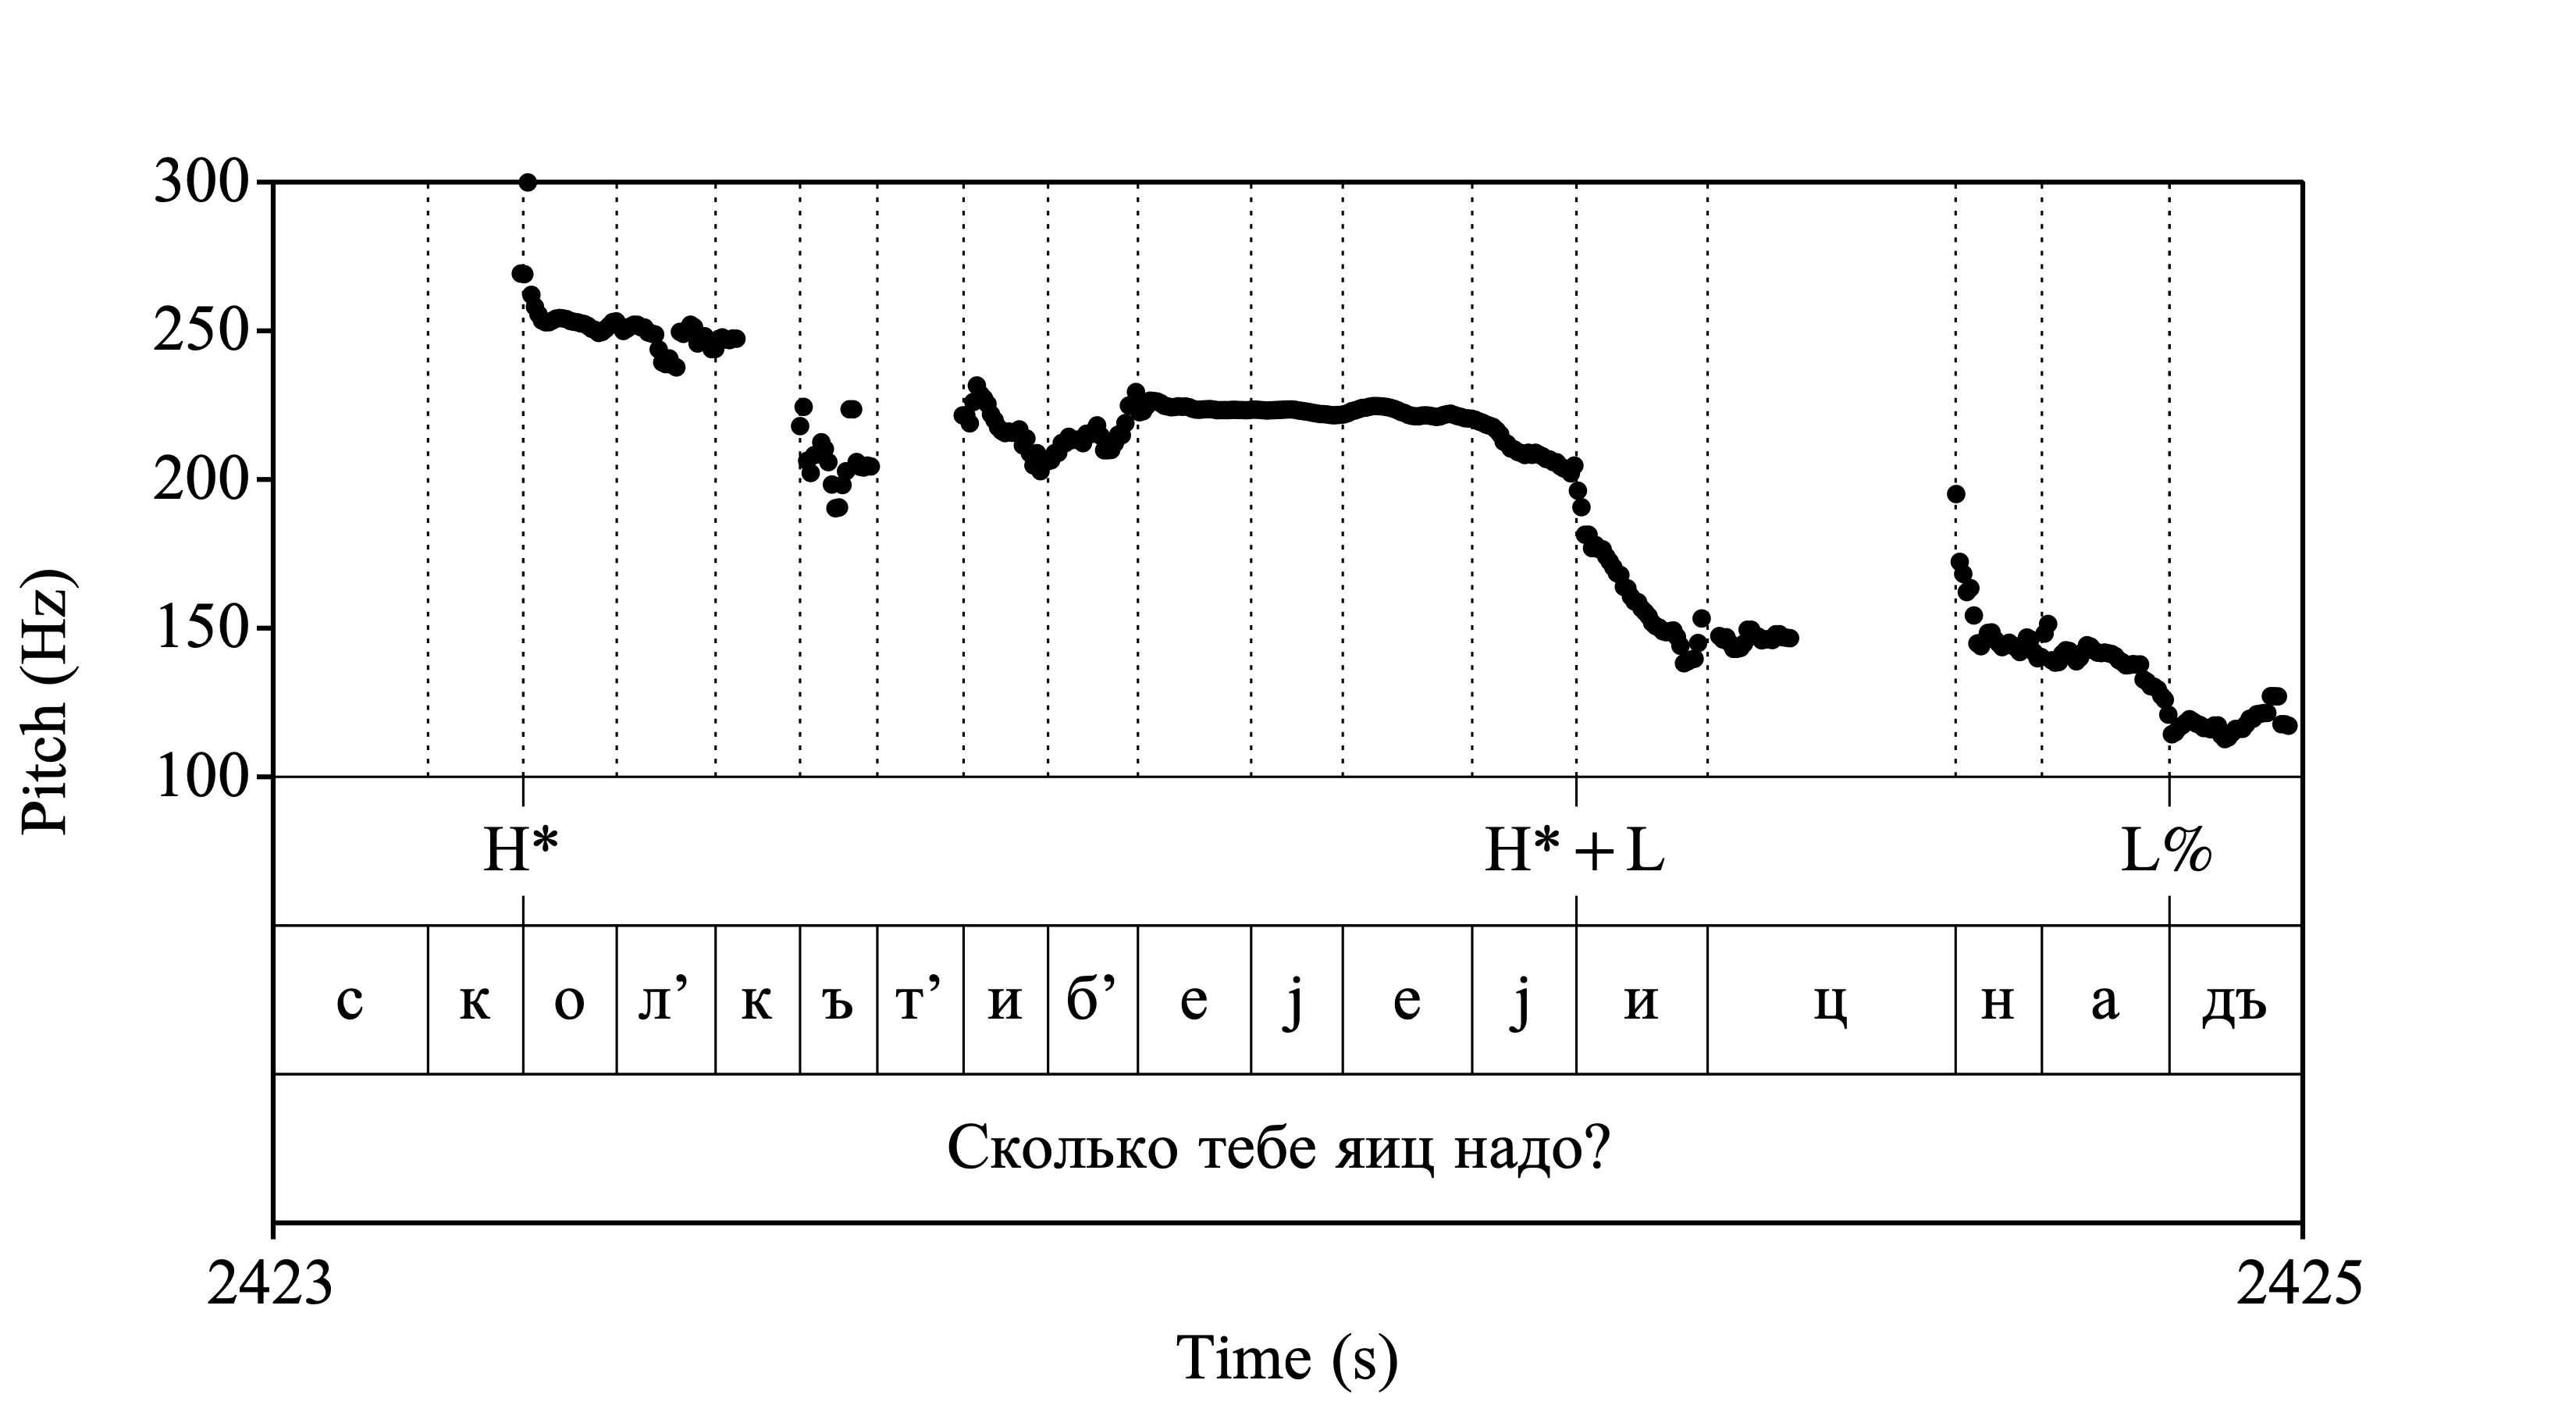 300
250
200
150
100
Pitch (Hz)
H* H* + L L%
с к о л’ к ъ т’ и б’ е j е j и ц н а дъ
Сколько тебе яиц надо?
2423 2425
Time (s)